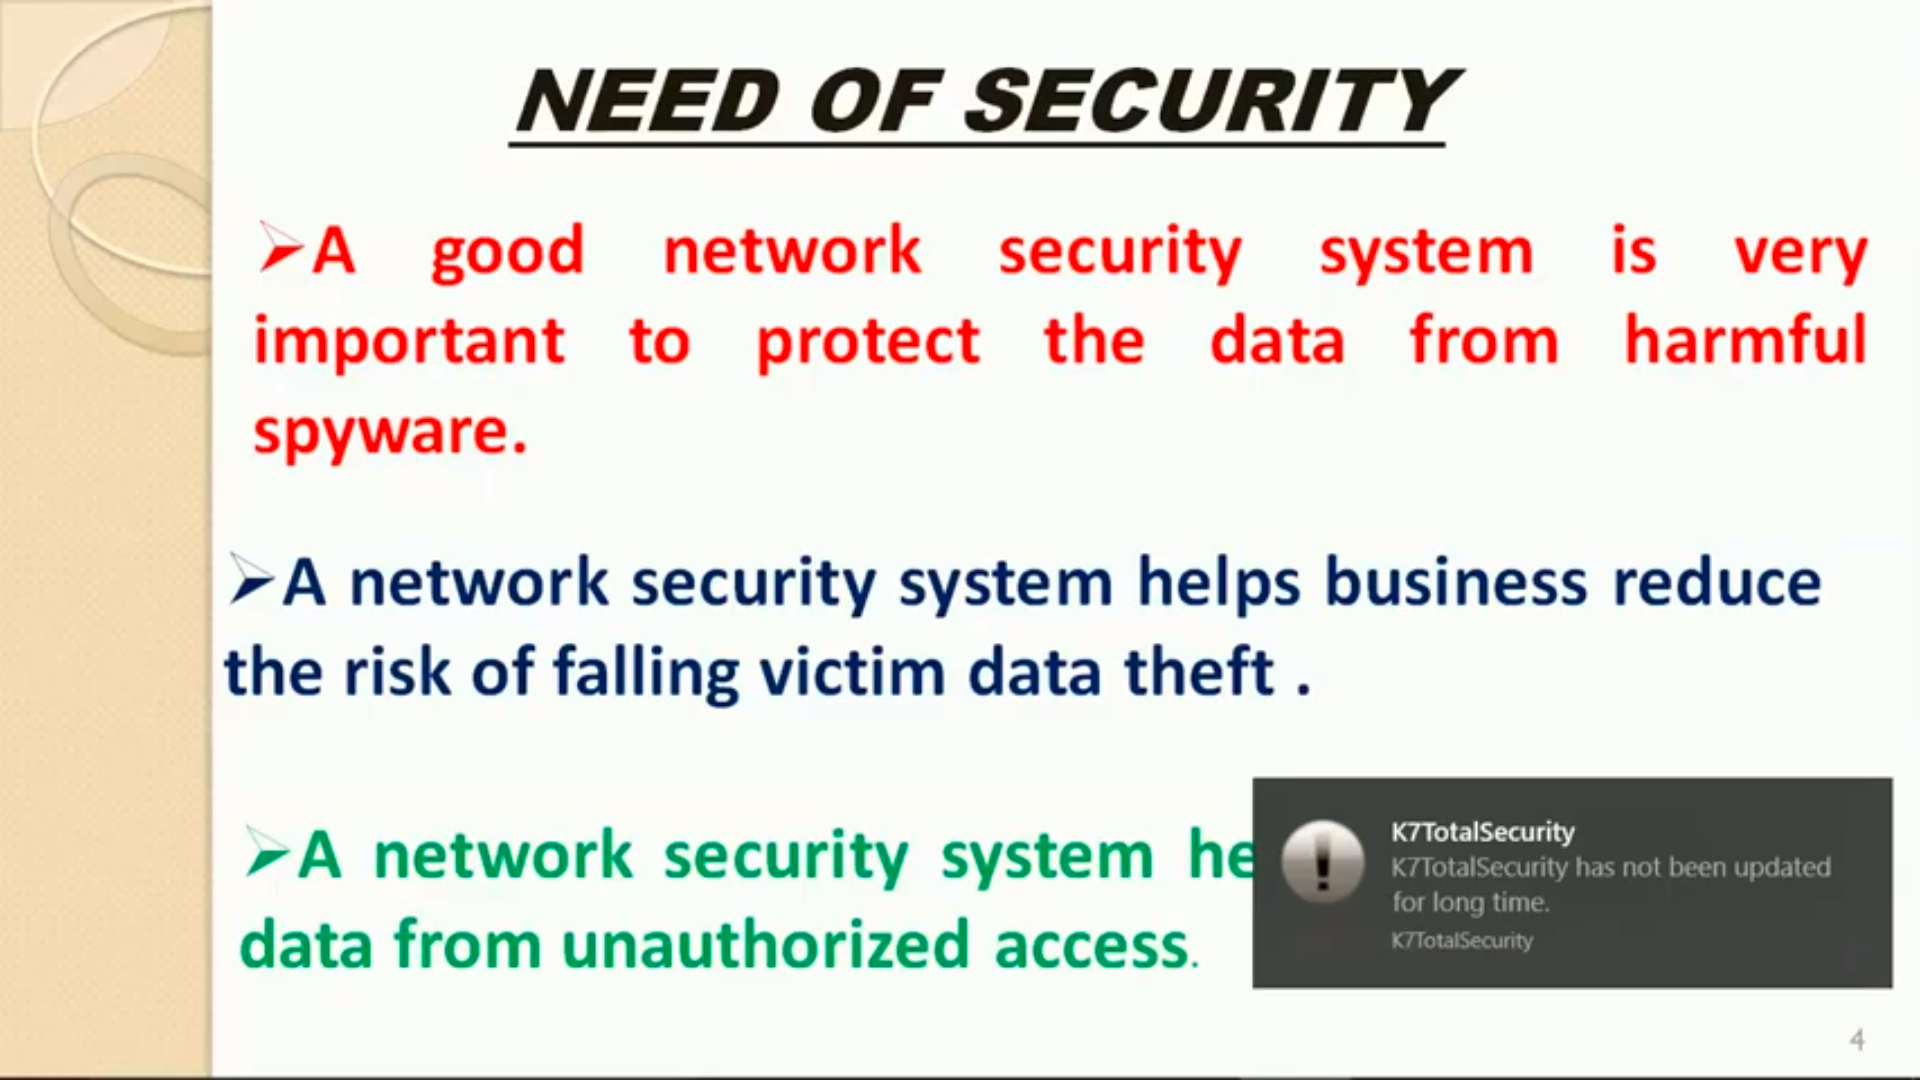 NEED OF SECURITY
➢A good network security system is very
important to protect the data from harmful
spyware.
➢A network security system helps business reduce
the risk of falling victim data theft .
➢A network security system he
data from unauthorized access.
K7TotalSecurity
K7TotalSecurity has not been updated
for long time.
K7TotalSecurity
4